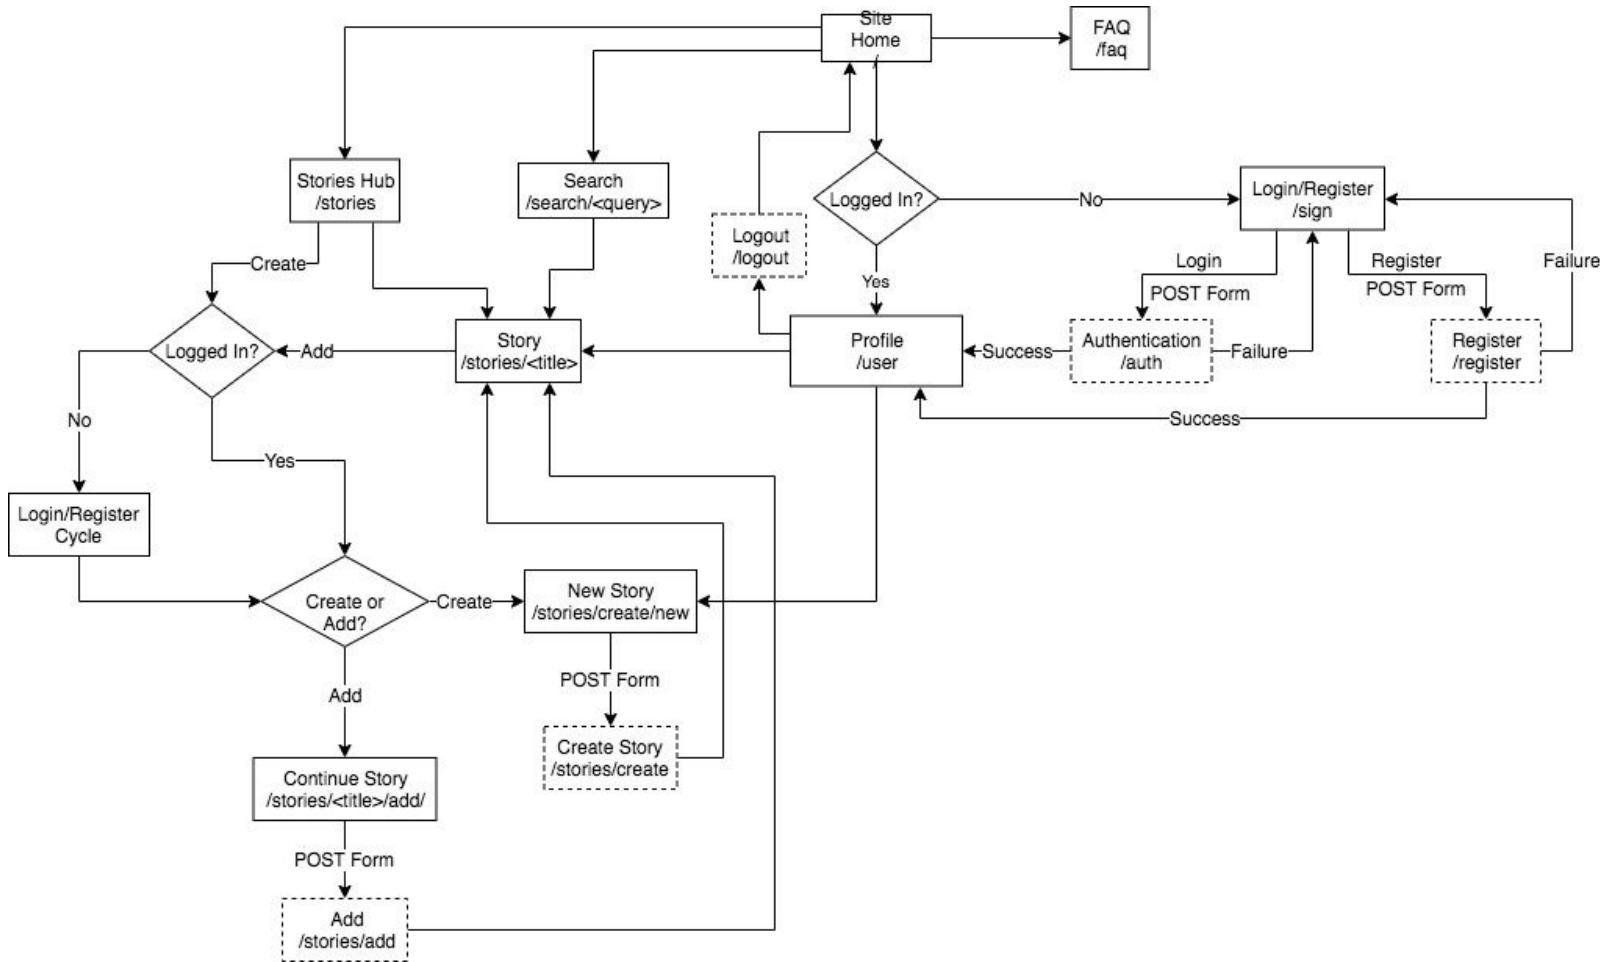 Site
Home
/
FAQ
/faq
Stories Hub
/stories
Search
/search/<query>
Logged In?
No
Login/Register
/sign
Logout
/logout
Create
Yes
Login
POST Form
Register
POST Form
Failure
Logged In?
Add
Story
/stories/<title>
Profile
/user
Success
Authentication
/auth
Failure
Register
/register
No
Success
Yes
Login/Register
Cycle
Create or
Add?
Create
New Story
/stories/create/new
POST Form
Add
Create Story
/stories/create
Continue Story
/stories/<title>/add/
POST Form
Add
/stories/add